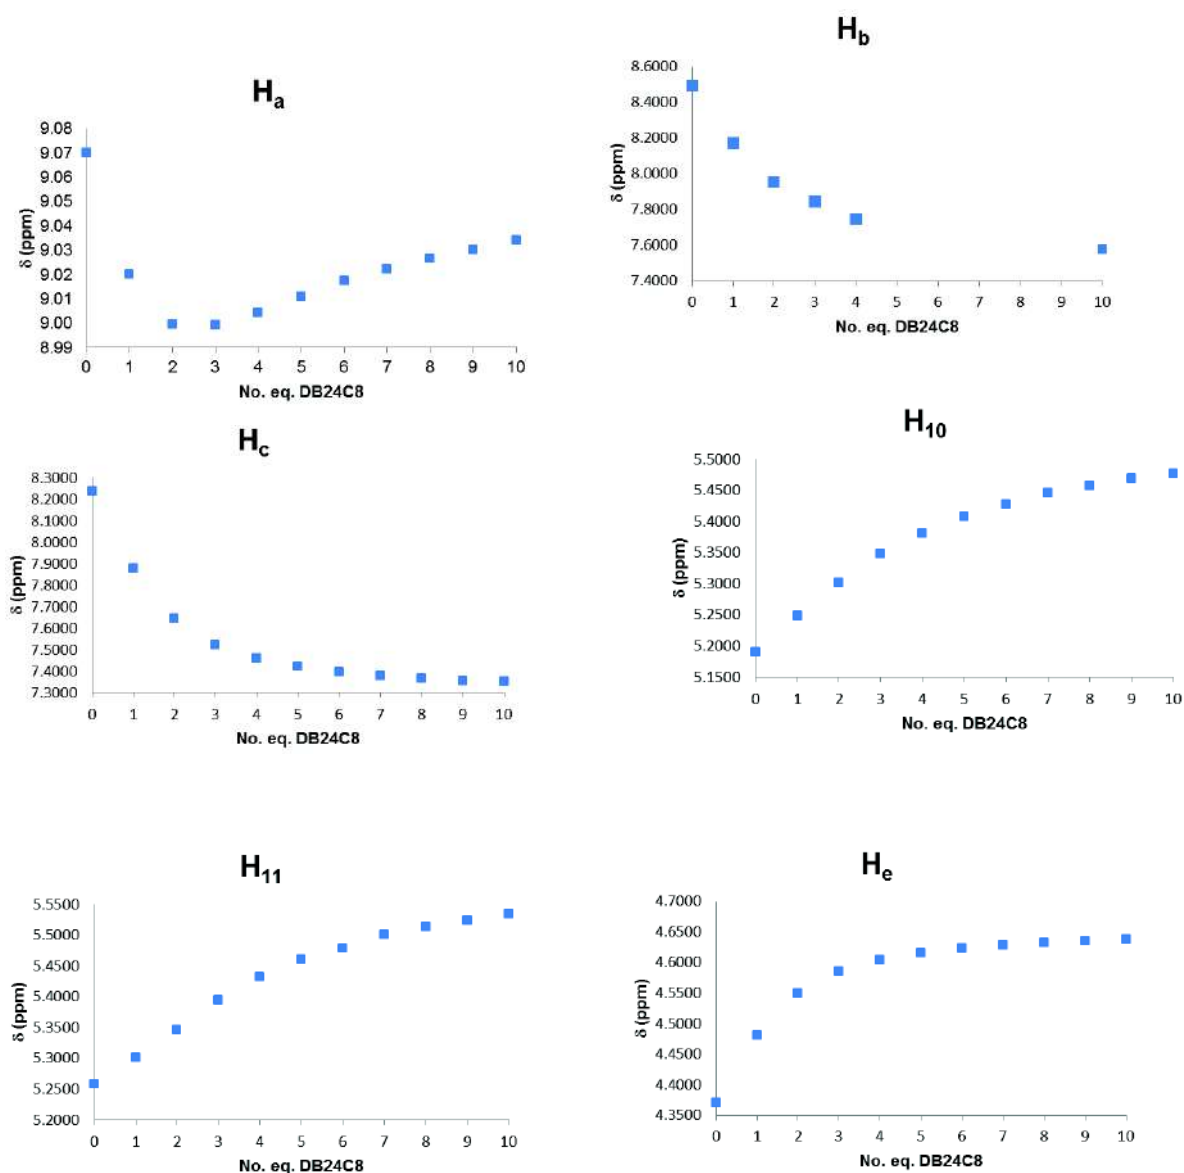 H_a
9.08
9.07
9.06
9.05
9.04
9.03
9.02
9.01
9.00
8.99
δ (ppm)
0 1 2 3 4 5 6 7 8 9 10
No. eq. DB24C8
H_b
8.6000
8.4000
8.2000
8.0000
7.8000
7.6000
7.4000
δ (ppm)
0 1 2 3 4 5 6 7 8 9 10
No. eq. DB24C8
H_c
8.3000
8.2000
8.1000
8.0000
7.9000
7.8000
7.7000
7.6000
7.5000
7.4000
7.3000
δ (ppm)
0 1 2 3 4 5 6 7 8 9 10
No. eq. DB24C8
H_10
5.5000
5.4500
5.4000
5.3500
5.3000
5.2500
5.2000
5.1500
δ (ppm)
0 1 2 3 4 5 6 7 8 9 10
No. eq. DB24C8
H_11
5.5500
5.5000
5.4500
5.4000
5.3500
5.3000
5.2500
5.2000
δ (ppm)
0 1 2 3 4 5 6 7 8 9 10
No. eq. DB24C8
H_e
4.7000
4.6500
4.6000
4.5500
4.5000
4.4500
4.4000
4.3500
δ (ppm)
0 1 2 3 4 5 6 7 8 9 10
No. eq. DB24C8